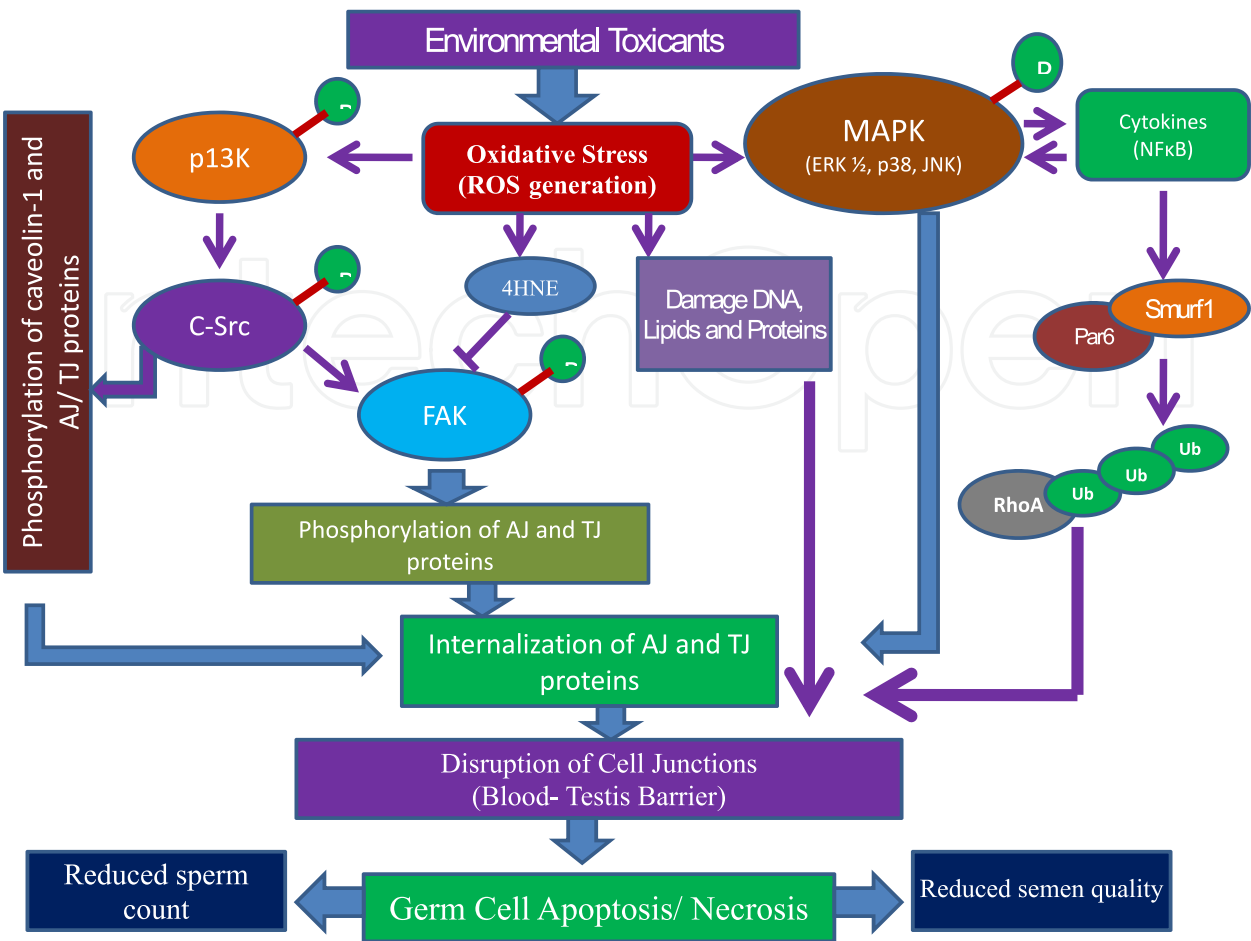 Environmental Toxicants
p13K
Oxidative Stress
(ROS generation)
MAPK
(ERK ½, p38, JNK)
Cytokines
(NFκB)
Phosphorylation of caveolin-1 and
AJ/ TJ proteins
C-Src
4HNE
Damage DNA,
Lipids and Proteins
Smurf1
Par6
FAK
Ub
Ub
Ub
RhoA
Phosphorylation of AJ and TJ
proteins
Internalization of AJ and TJ
proteins
Disruption of Cell Junctions
(Blood- Testis Barrier)
Reduced sperm
count
Germ Cell Apoptosis/ Necrosis
Reduced semen quality
IntechOpen